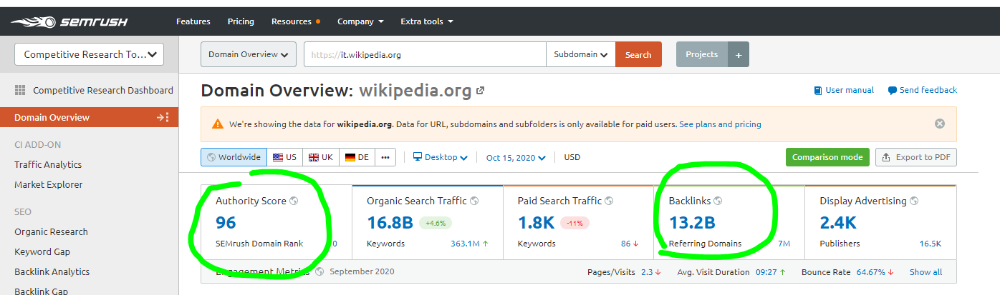 SEMRUSH Features Pricing Resources Company Extra tools
Competitive Research To... Domain Overview https://it.wikipedia.org Subdomain Search Projects +
Competitive Research Dashboard
Domain Overview: wikipedia.org User manual Send feedback
Domain Overview
We're showing the data for wikipedia.org. Data for URL, subdomains and subfolders is only available for paid users. See plans and pricing
CI ADD-ON
Traffic Analytics
Market Explorer
SEO
Organic Research
Keyword Gap
Backlink Analytics
Backlink Gap
Worldwide US UK DE ••• Desktop Oct 15, 2020 USD Comparison mode Export to PDF
Authority Score
96
SEMrush Domain Rank 0
Organic Search Traffic
16.8B +4.6%
Keywords 363.1M ↑
Paid Search Traffic
1.8K -11%
Keywords 86 ↓
Backlinks
13.2B
Referring Domains 7M
Display Advertising
2.4K
Publishers 16.5K
Engagement Metrics September 2020 Pages/Visits 2.3 ↓ Avg. Visit Duration 09:27 ↑ Bounce Rate 64.67% ↓ Show all